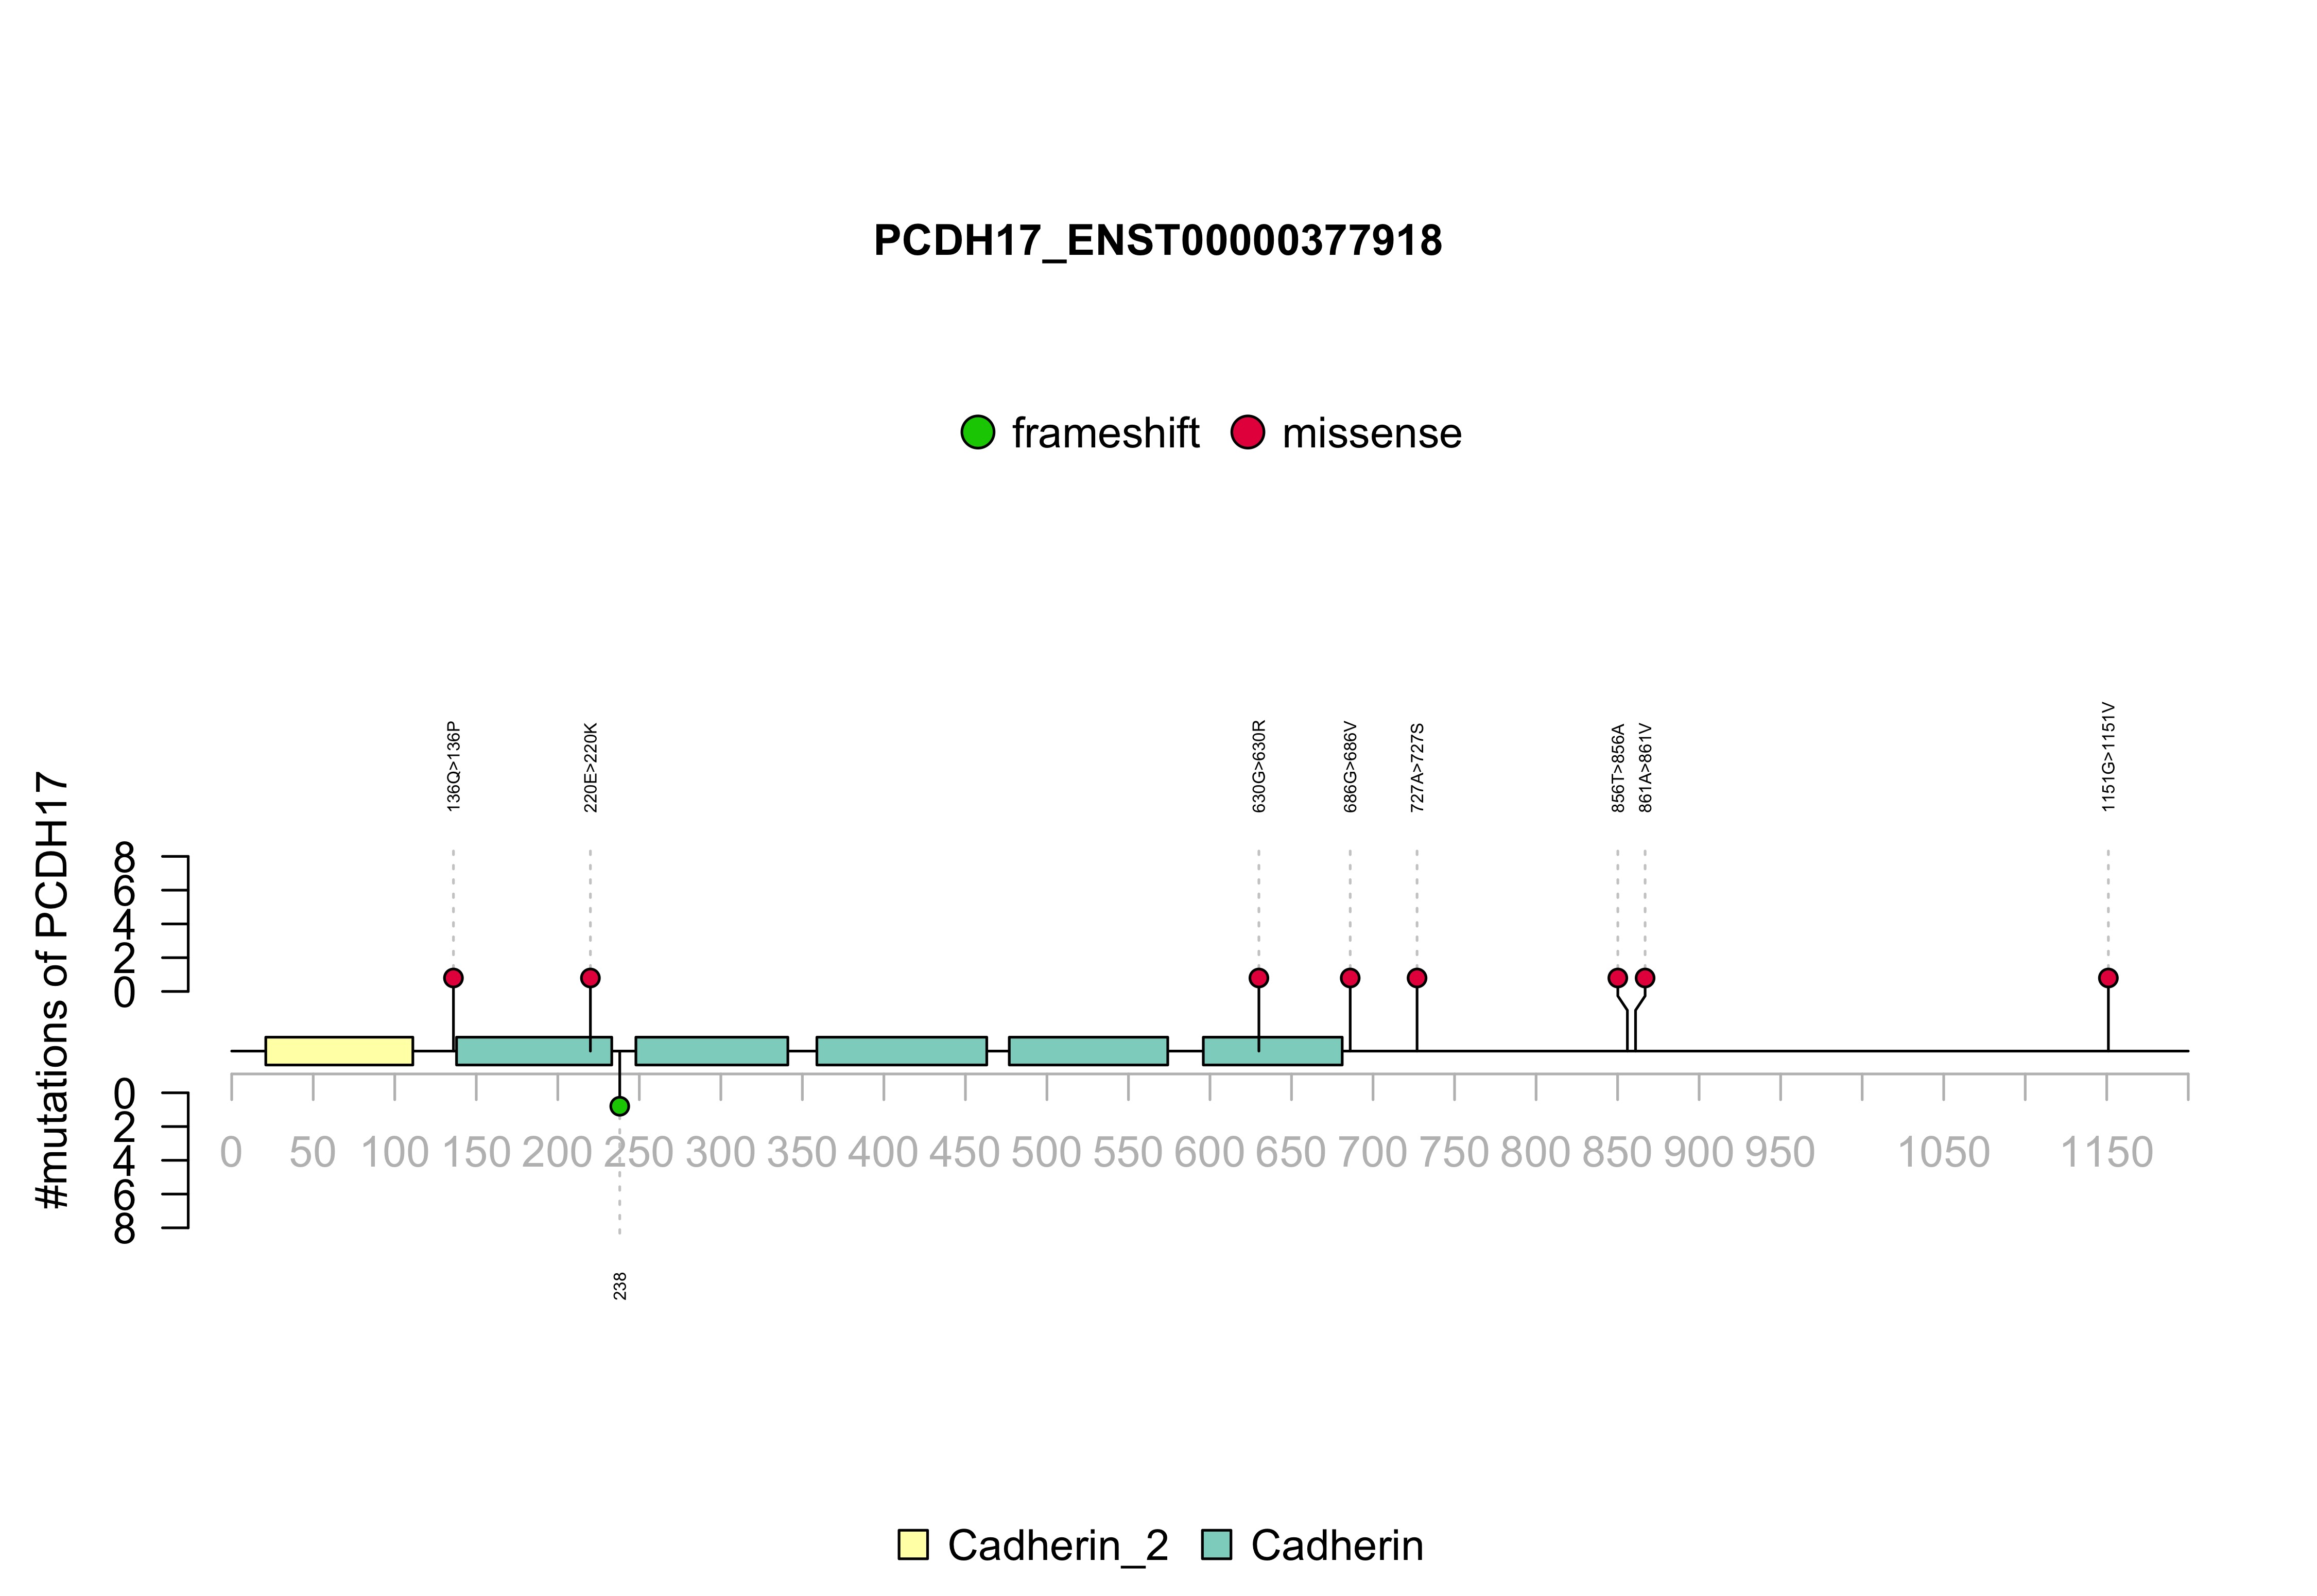 PCDH17_ENST00000377918
frameshift missense
136Q>136P
220E>220K
630G>630R
686G>686V
727A>727S
856T>856A
861A>861V
1151G>1151V
#mutations of PCDH17
8
6
4
2
0
0
2
4
6
8
0 50 100 150 200 250 300 350 400 450 500 550 600 650 700 750 800 850 900 950 1050 1150
238
Cadherin_2 Cadherin